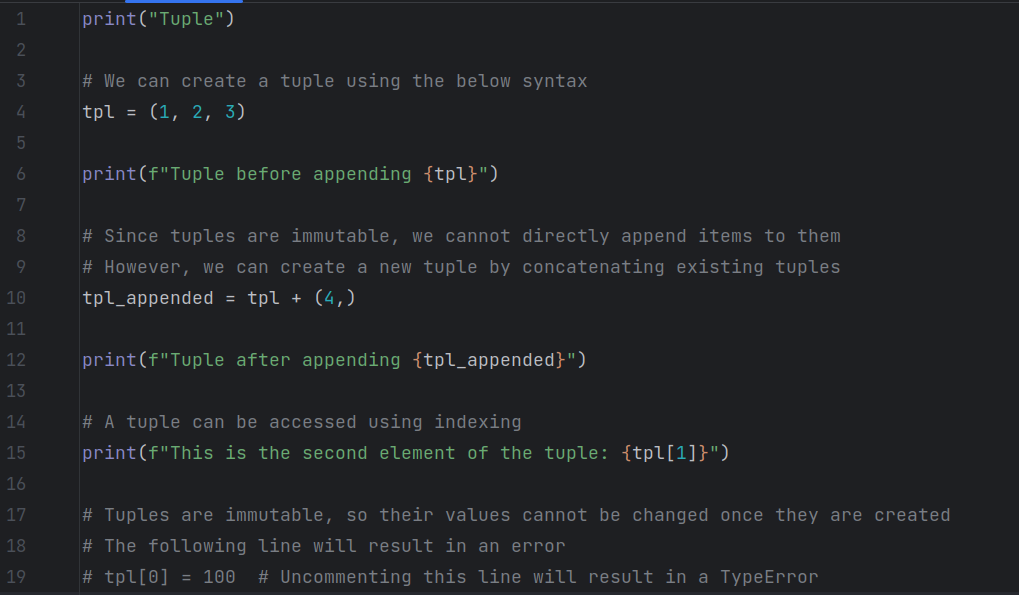 1 print("Tuple")
2
3 # We can create a tuple using the below syntax
4 tpl = (1, 2, 3)
5
6 print(f"Tuple before appending {tpl}")
7
8 # Since tuples are immutable, we cannot directly append items to them
9 # However, we can create a new tuple by concatenating existing tuples
10 tpl_appended = tpl + (4,)
11
12 print(f"Tuple after appending {tpl_appended}")
13
14 # A tuple can be accessed using indexing
15 print(f"This is the second element of the tuple: {tpl[1]}")
16
17 # Tuples are immutable, so their values cannot be changed once they are created
18 # The following line will result in an error
19 # tpl[0] = 100  # Uncommenting this line will result in a TypeError